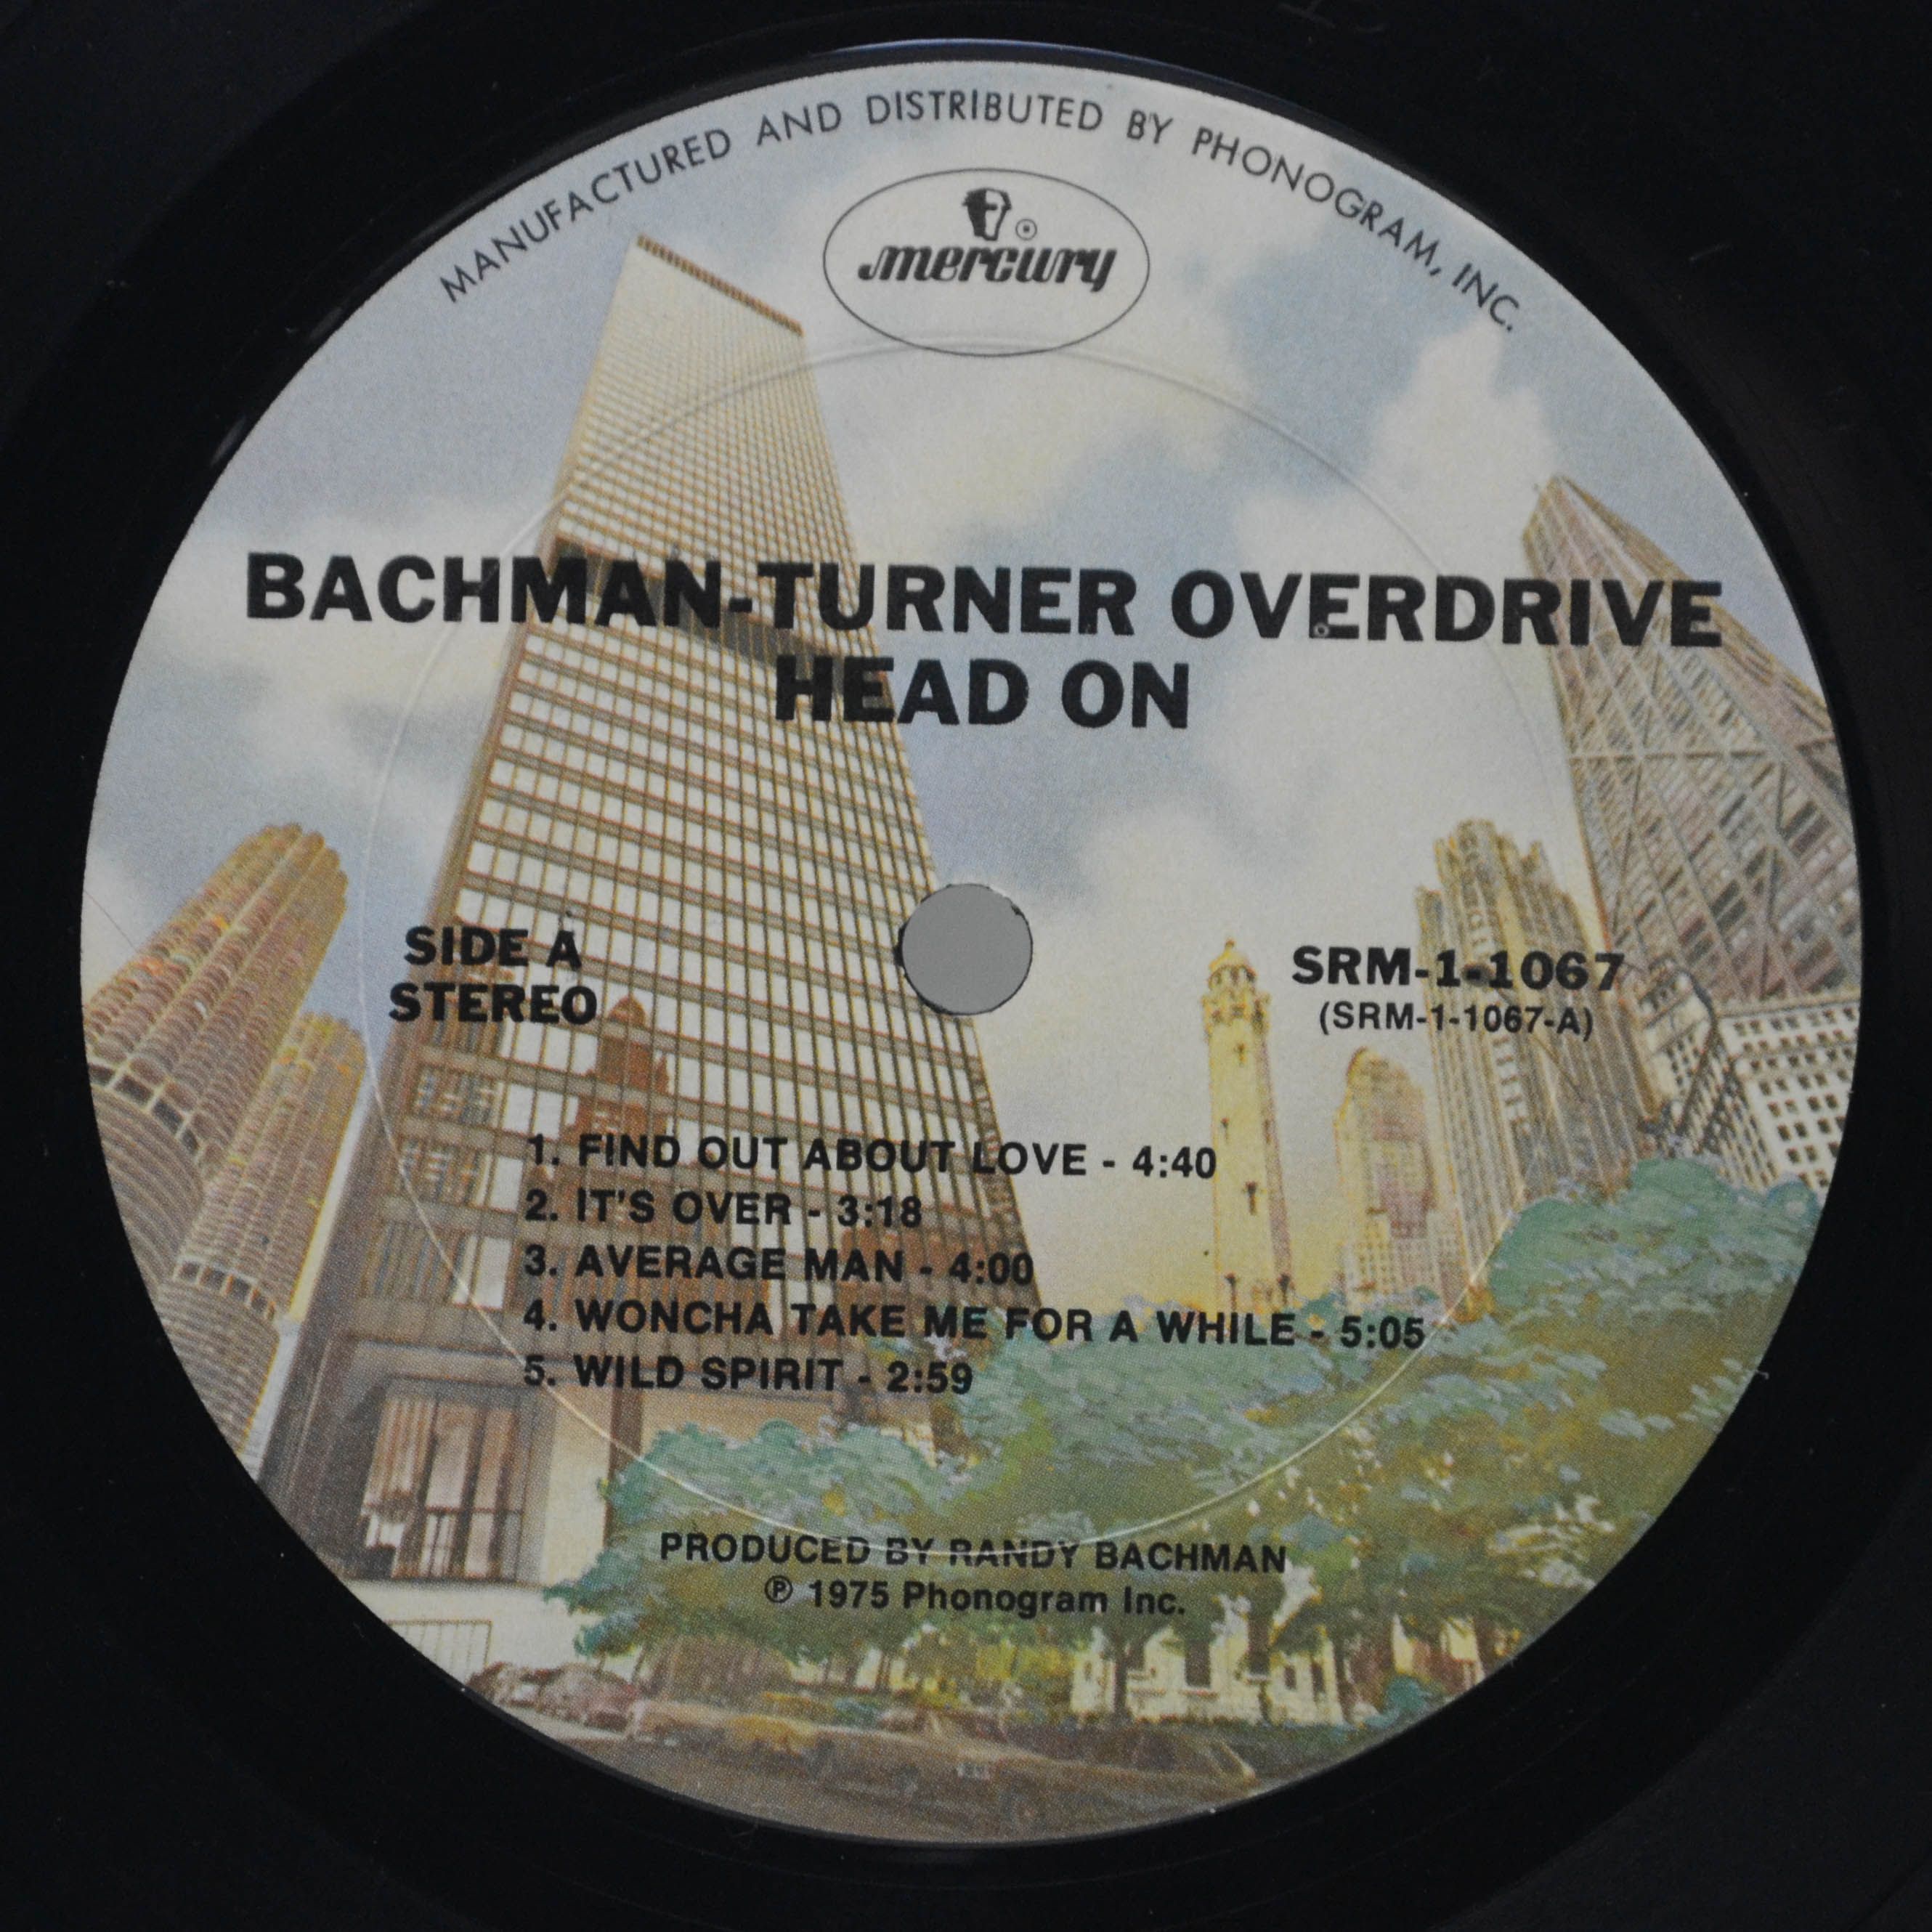 MANUFACTURED AND DISTRIBUTED BY PHONOGRAM, INC.
®
mercury
BACHMAN-TURNER OVERDRIVE
HEAD ON
SIDE A
STEREO
SRM-1-1067
(SRM-1-1067-A)
1. FIND OUT ABOUT LOVE - 4:40
2. IT'S OVER - 3:18
3. AVERAGE MAN - 4:00
4. WONCHA TAKE ME FOR A WHILE - 5:05
5. WILD SPIRIT - 2:59
PRODUCED BY RANDY BACHMAN
℗ 1975 Phonogram Inc.